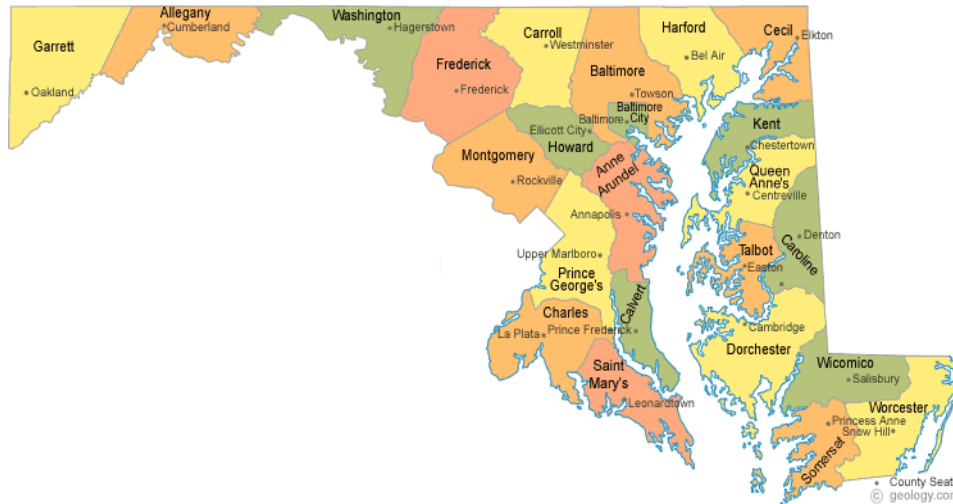 Garrett
Oakland
Allegany
Cumberland
Washington
Hagerstown
Frederick
Frederick
Carroll
Westminster
Baltimore
Towson
Harford
Bel Air
Cecil
Elkton
Baltimore
City
Baltimore
Ellicott City
Howard
Montgomery
Rockville
Anne
Arundel
Annapolis
Kent
Chestertown
Queen
Anne's
Centreville
Denton
Caroline
Talbot
Easton
Upper Marlboro
Prince
George's
Calvert
Prince Frederick
Charles
La Plata
Saint
Mary's
Leonardtown
Cambridge
Dorchester
Wicomico
Salisbury
Worcester
Princess Anne
Snow Hill
Somerset
County Seat
© geology.com